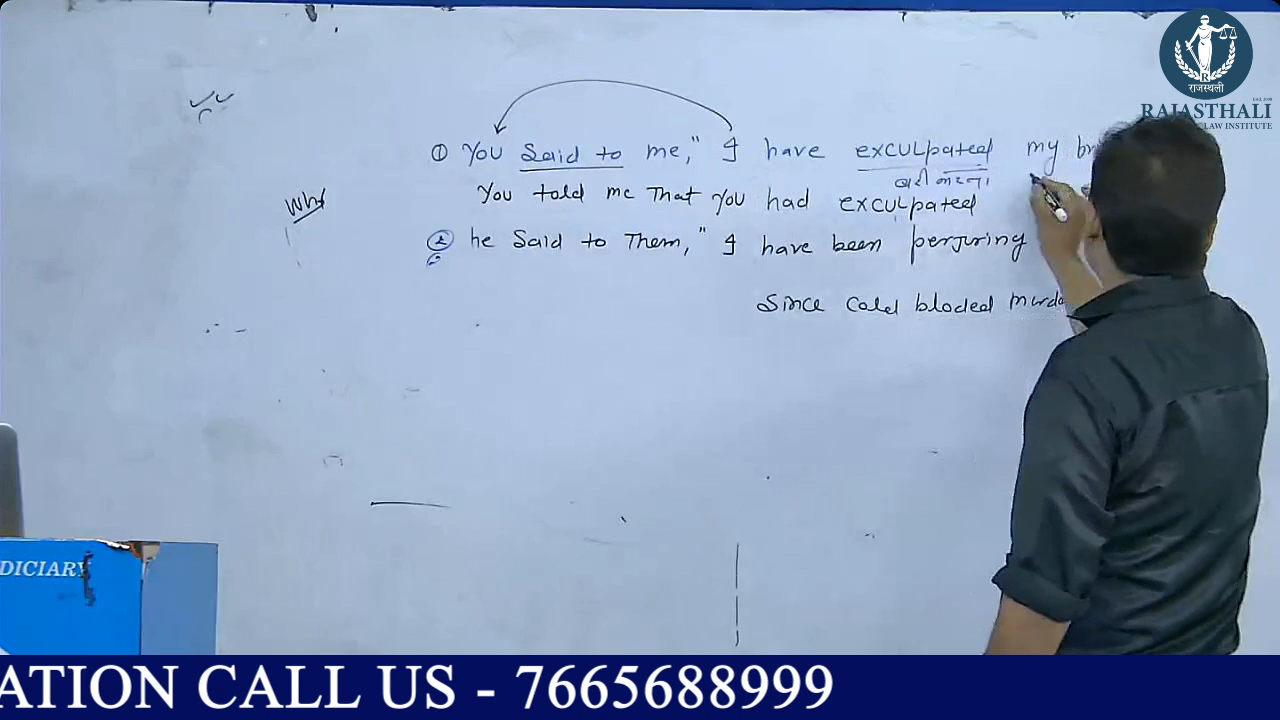 राजस्थली
RAJASTHALI
LAW INSTITUTE
① You Said to me," I have exculpated my
बरी करना
You told me That you had exculpated
Why
② he Said to Them," I have been perjuring
Since cold bloded
DICIARY
ATION CALL US - 7665688999